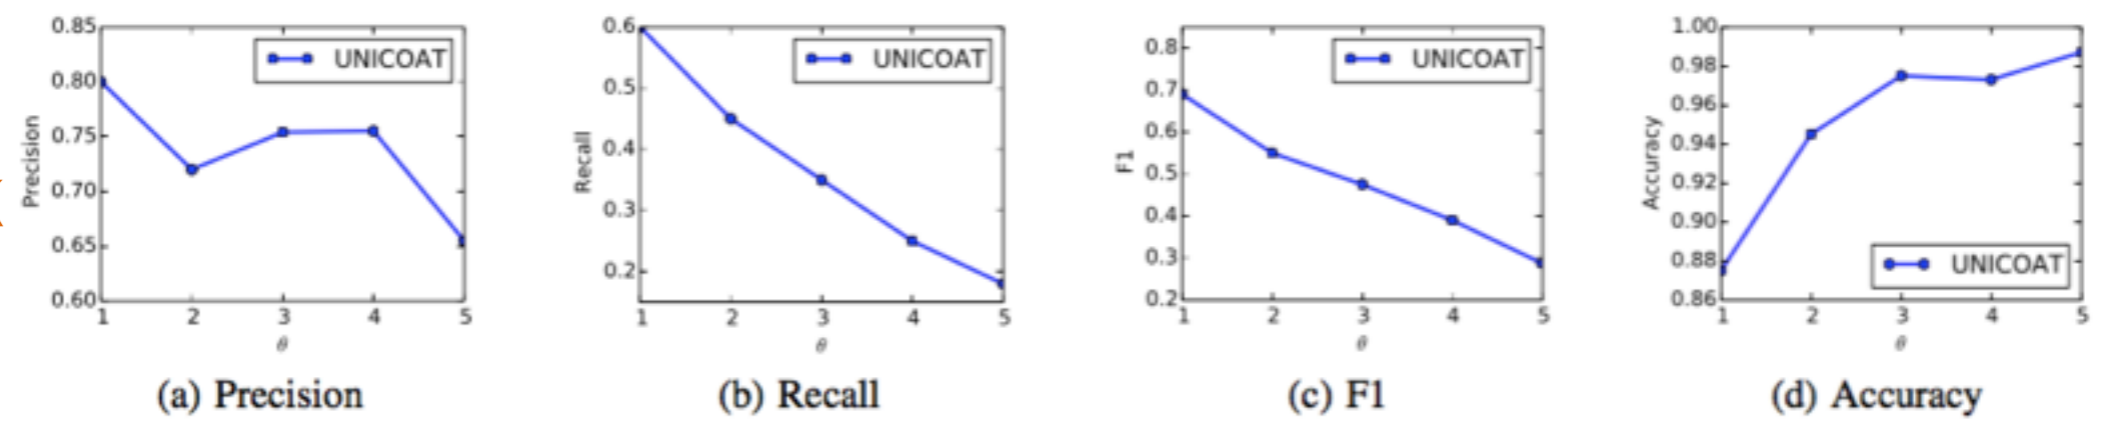 0.85
0.80
0.75
0.70
0.65
0.60
Precision
UNICOAT
1 2 3 4 5
θ
(a) Precision
0.6
0.5
0.4
0.3
0.2
Recall
UNICOAT
1 2 3 4 5
θ
(b) Recall
0.8
0.7
0.6
0.5
0.4
0.3
0.2
F1
UNICOAT
1 2 3 4 5
θ
(c) F1
1.00
0.98
0.96
0.94
0.92
0.90
0.88
0.86
Accuracy
UNICOAT
1 2 3 4 5
θ
(d) Accuracy